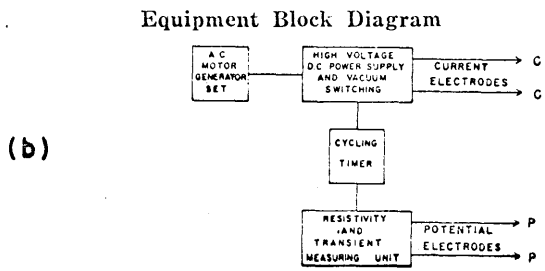 Equipment Block Diagram
A C
MOTOR
GENERATOR
SET
HIGH VOLTAGE
D.C POWER SUPPLY
AND VACUUM
SWITCHING
CURRENT
ELECTRODES
C
C
(b)
CYCLING
TIMER
RESISTIVITY
AND
TRANSIENT
MEASURING UNIT
POTENTIAL
ELECTRODES
P
P